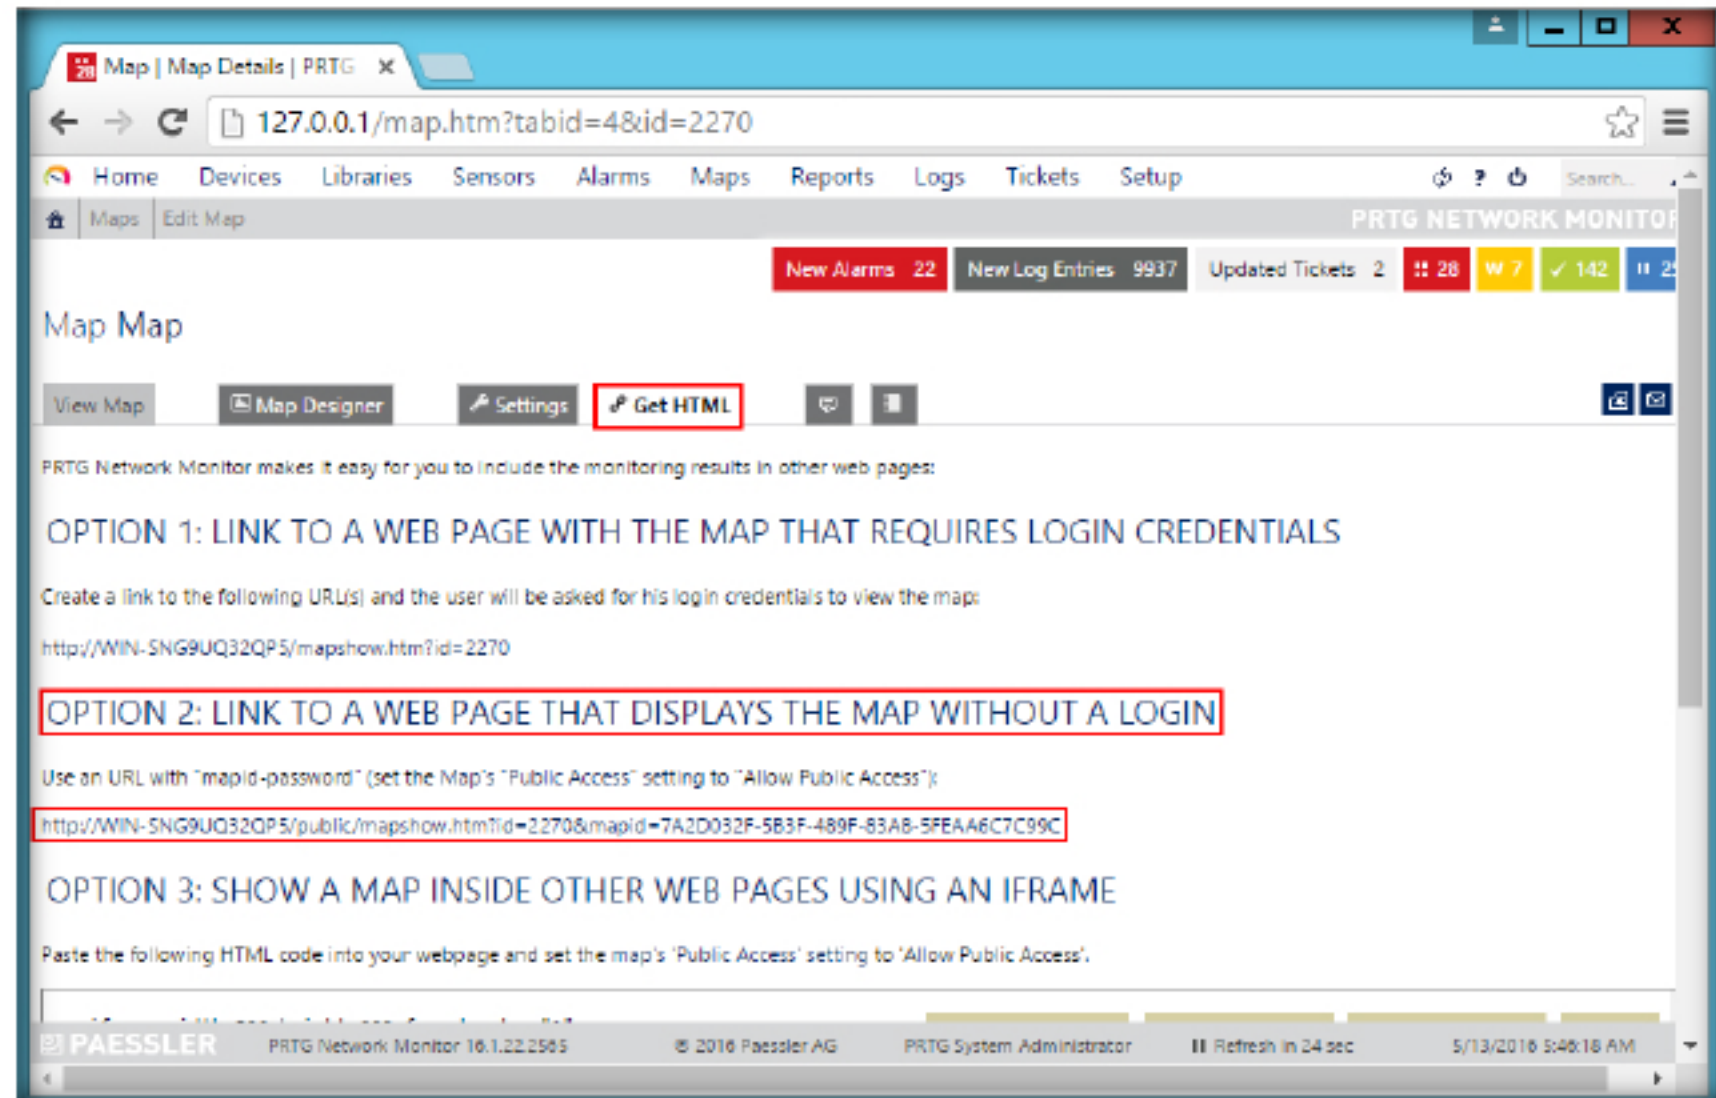 28 Map | Map Details | PRTG
127.0.0.1/map.htm?tabid=4&id=2270
Home Devices Libraries Sensors Alarms Maps Reports Logs Tickets Setup ? Search...
Maps Edit Map PRTG NETWORK MONITOR
New Alarms 22 New Log Entries 9937 Updated Tickets 2 28 W 7 142
Map Map
View Map Map Designer Settings Get HTML
PRTG Network Monitor makes it easy for you to include the monitoring results in other web pages:
OPTION 1: LINK TO A WEB PAGE WITH THE MAP THAT REQUIRES LOGIN CREDENTIALS
Create a link to the following URL(s) and the user will be asked for his login credentials to view the map:
http://WIN-SNG9UQ32QP5/mapshow.htm?id=2270
OPTION 2: LINK TO A WEB PAGE THAT DISPLAYS THE MAP WITHOUT A LOGIN
Use an URL with "mapid-password" (set the Map's "Public Access" setting to "Allow Public Access"):
http://WIN-SNG9UQ32QP5/public/mapshow.htm?id=2270&mapid=7A2D032F-5B3F-489F-83A8-5FEAA6C7C99C
OPTION 3: SHOW A MAP INSIDE OTHER WEB PAGES USING AN IFRAME
Paste the following HTML code into your webpage and set the map's 'Public Access' setting to 'Allow Public Access'.
PAESSLER PRTG Network Monitor 16.1.22.2565 © 2016 Paessler AG PRTG System Administrator Refresh in 24 sec 5/13/2016 5:46:18 AM